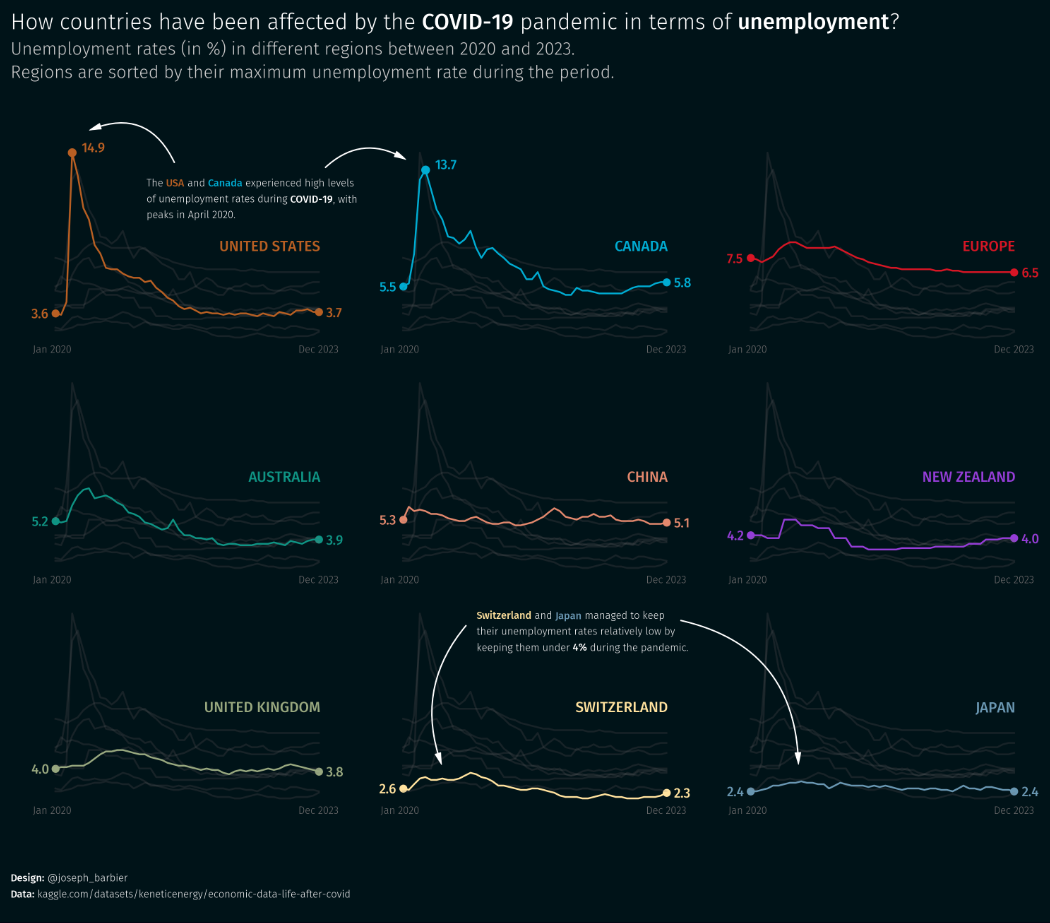 How countries have been affected by the COVID-19 pandemic in terms of unemployment?
Unemployment rates (in %) in different regions between 2020 and 2023.
Regions are sorted by their maximum unemployment rate during the period.
14.9
The USA and Canada experienced high levels
of unemployment rates during COVID-19, with
peaks in April 2020.
UNITED STATES
3.6
3.7
Jan 2020
Dec 2023
13.7
CANADA
5.5
5.8
Jan 2020
Dec 2023
EUROPE
7.5
6.5
Jan 2020
Dec 2023
AUSTRALIA
5.2
3.9
Jan 2020
Dec 2023
CHINA
5.3
5.1
Jan 2020
Dec 2023
NEW ZEALAND
4.2
4.0
Jan 2020
Dec 2023
UNITED KINGDOM
4.0
3.8
Jan 2020
Dec 2023
Switzerland and Japan managed to keep
their unemployment rates relatively low by
keeping them under 4% during the pandemic.
SWITZERLAND
2.6
2.3
Jan 2020
Dec 2023
JAPAN
2.4
2.4
Jan 2020
Dec 2023
Design: @joseph_barbier
Data: kaggle.com/datasets/keneticenergy/economic-data-life-after-covid